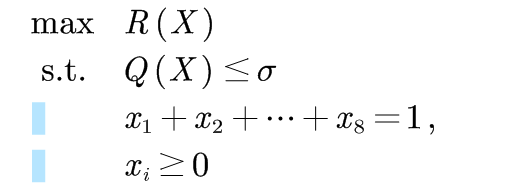 max R(X)
s.t. Q(X) ≤ σ
x₁ + x₂ + ⋯ + x₈ = 1,
xᵢ ≥ 0